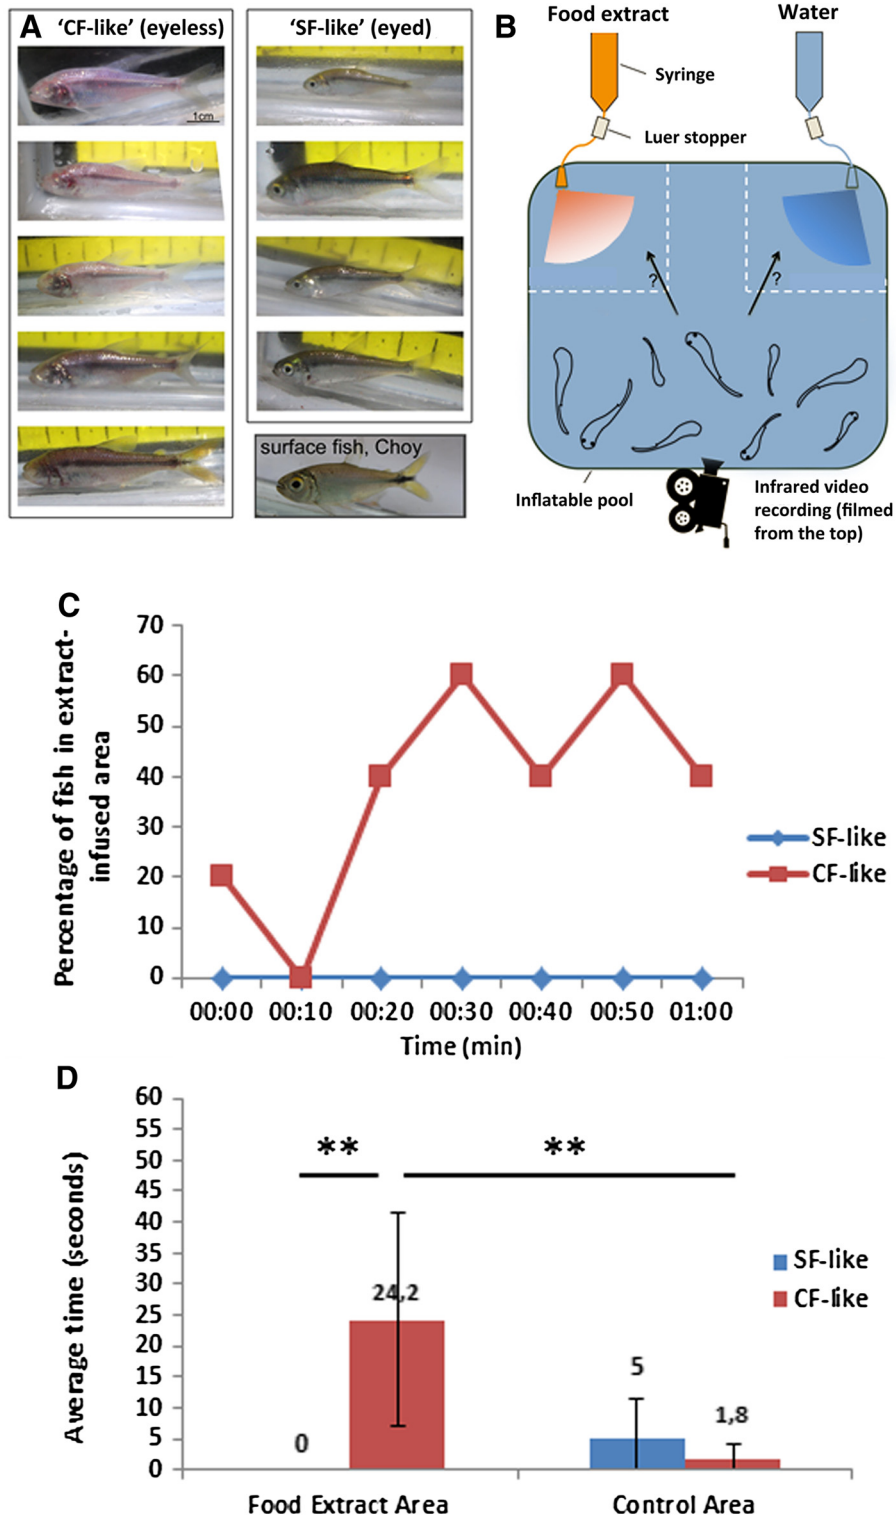 A
'CF-like' (eyeless)
'SF-like' (eyed)
1cm
surface fish, Choy
B
Food extract
Water
Syringe
Luer stopper
?
?
Inflatable pool
Infrared video
recording (filmed
from the top)
C
Percentage of fish in extract-
infused area
70
60
50
40
30
20
10
0
00:00 00:10 00:20 00:30 00:40 00:50 01:00
Time (min)
SF-like
CF-like
D
Average time (seconds)
60
55
50
45
40
35
30
25
20
15
10
5
0
**
**
0
24,2
5
1,8
SF-like
CF-like
Food Extract Area
Control Area